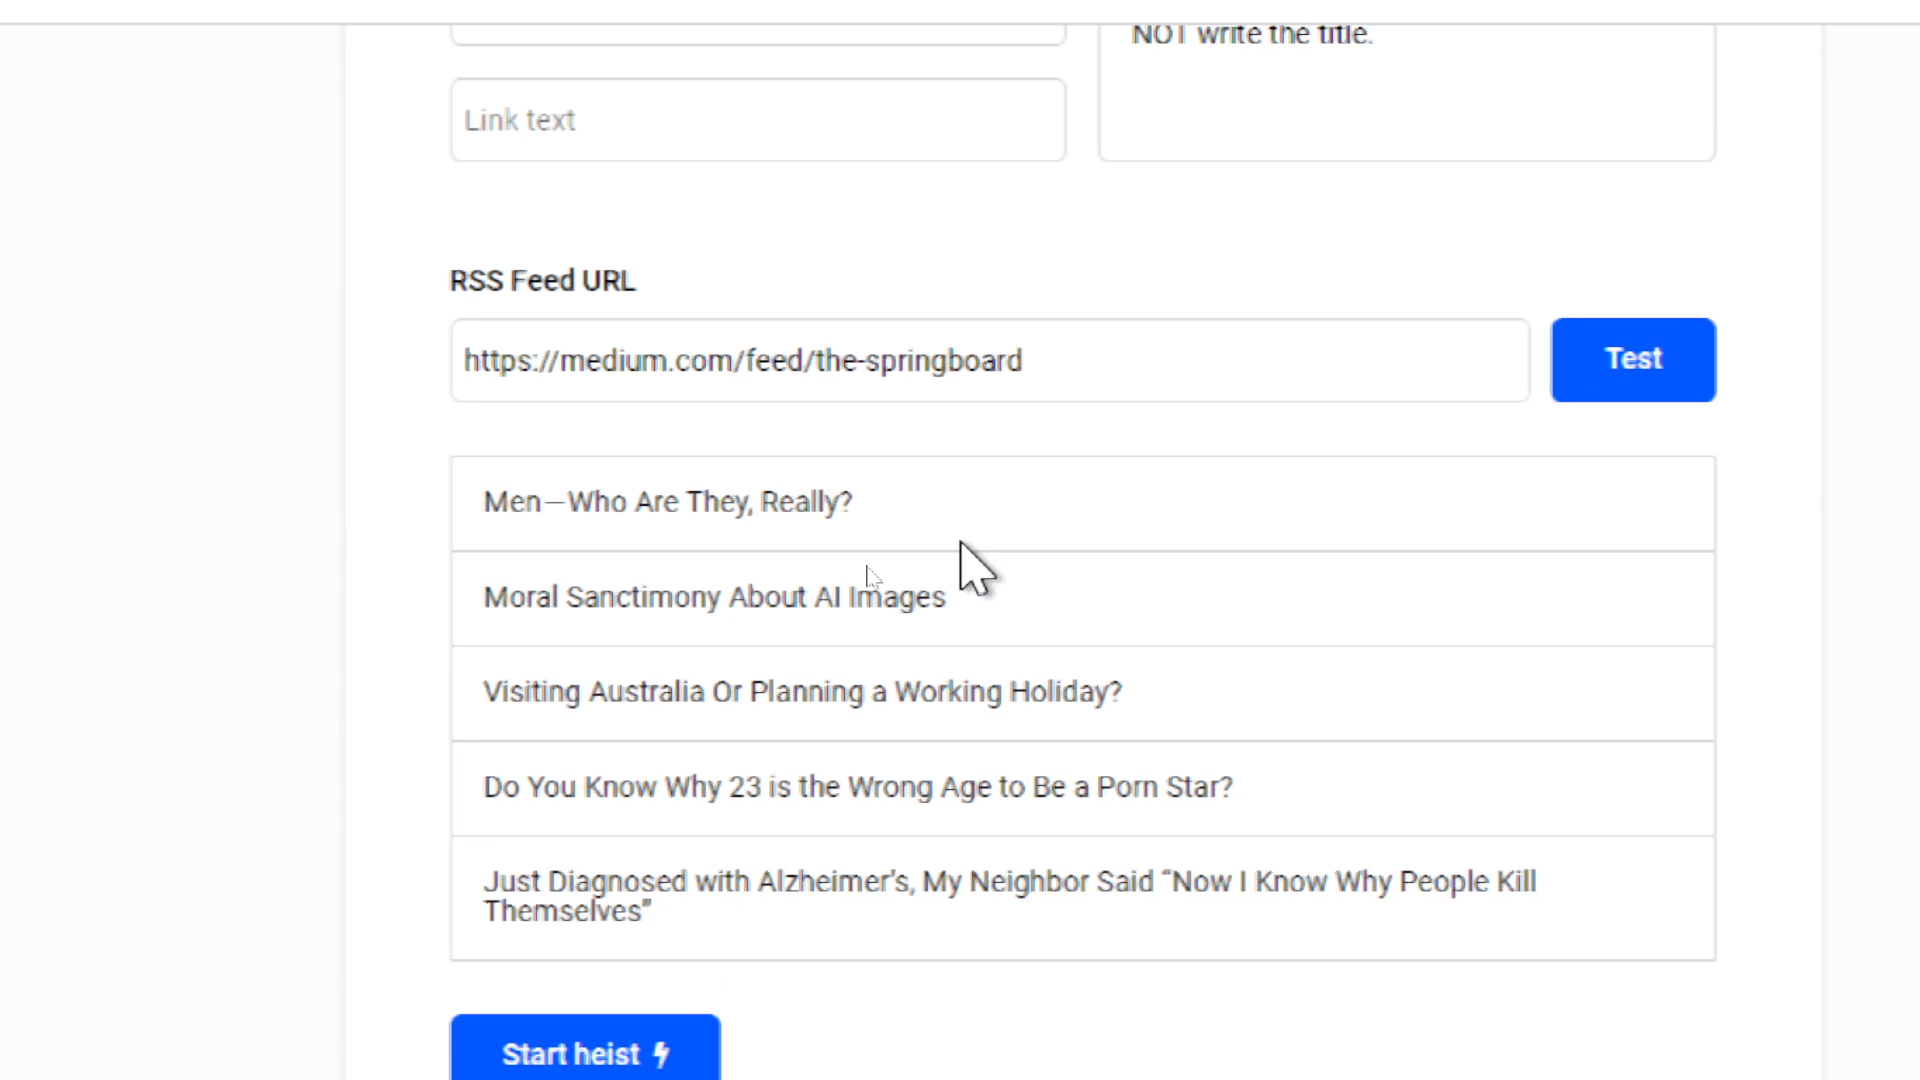 NOT write the title.
Link text
RSS Feed URL
https://medium.com/feed/the-springboard
Test
Men—Who Are They, Really?
Moral Sanctimony About AI Images
Visiting Australia Or Planning a Working Holiday?
Do You Know Why 23 is the Wrong Age to Be a Porn Star?
Just Diagnosed with Alzheimer's, My Neighbor Said “Now I Know Why People Kill
Themselves”
Start heist